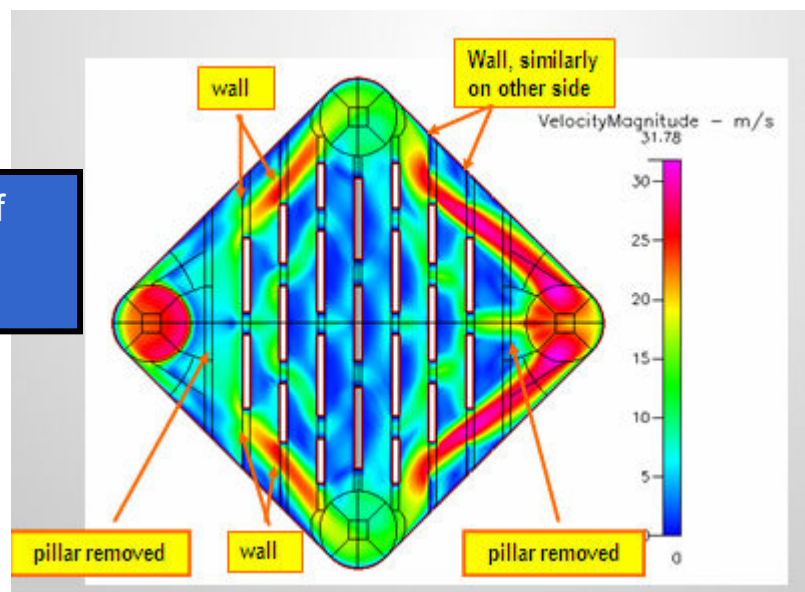 wall
Wall, similarly
on other side
VelocityMagnitude - m/s
31.78
30
25
20
15
10
5
0
pillar removed
wall
pillar removed